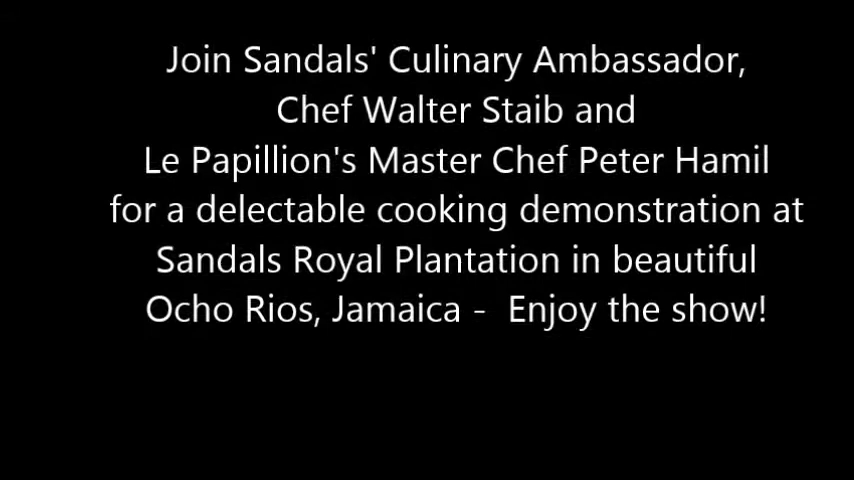 Join Sandals' Culinary Ambassador,
Chef Walter Staib and
Le Papillion's Master Chef Peter Hamil
for a delectable cooking demonstration at
Sandals Royal Plantation in beautiful
Ocho Rios, Jamaica -  Enjoy the show!